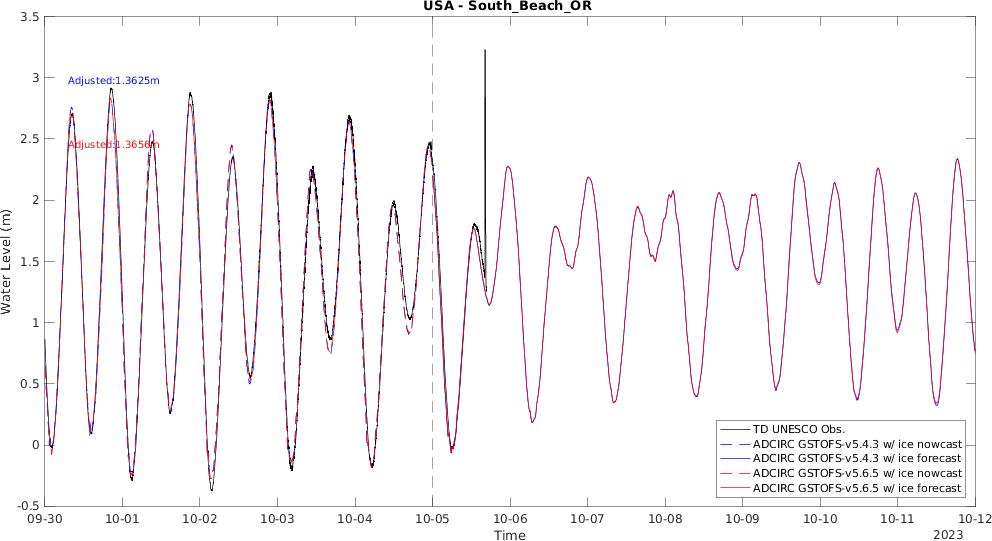 USA - South_Beach_OR
3.5
3
2.5
2
1.5
1
0.5
0
-0.5
Water Level (m)
Adjusted:1.3625m
Adjusted:1.3656m
TD UNESCO Obs.
ADCIRC GSTOFS-v5.4.3 w/ ice nowcast
ADCIRC GSTOFS-v5.4.3 w/ ice forecast
ADCIRC GSTOFS-v5.6.5 w/ ice nowcast
ADCIRC GSTOFS-v5.6.5 w/ ice forecast
09-30 10-01 10-02 10-03 10-04 10-05 10-06 10-07 10-08 10-09 10-10 10-11 10-12
Time
2023